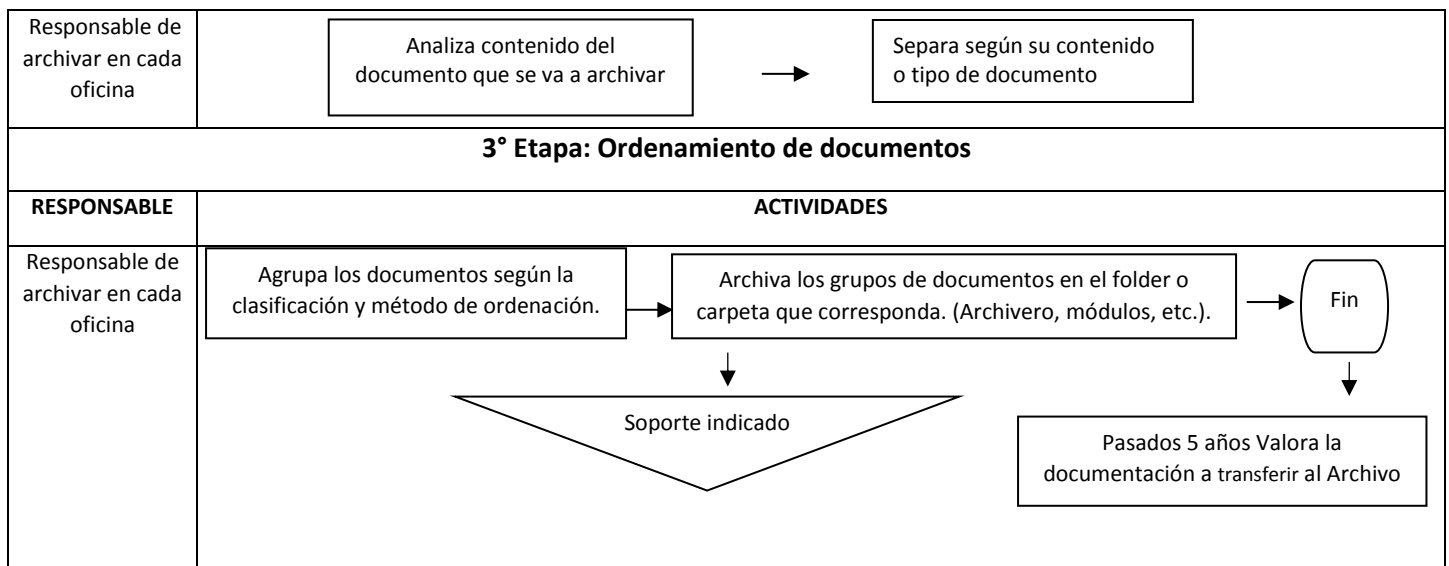 Responsable de
archivar en cada
oficina
Analiza contenido del
documento que se va a archivar
Separa según su contenido
o tipo de documento
3° Etapa: Ordenamiento de documentos
RESPONSABLE
ACTIVIDADES
Responsable de
archivar en cada
oficina
Agrupa los documentos según la
clasificación y método de ordenación.
Archiva los grupos de documentos en el folder o
carpeta que corresponda. (Archivero, módulos, etc.).
Fin
Soporte indicado
Pasados 5 años Valora la
documentación a transferir al Archivo